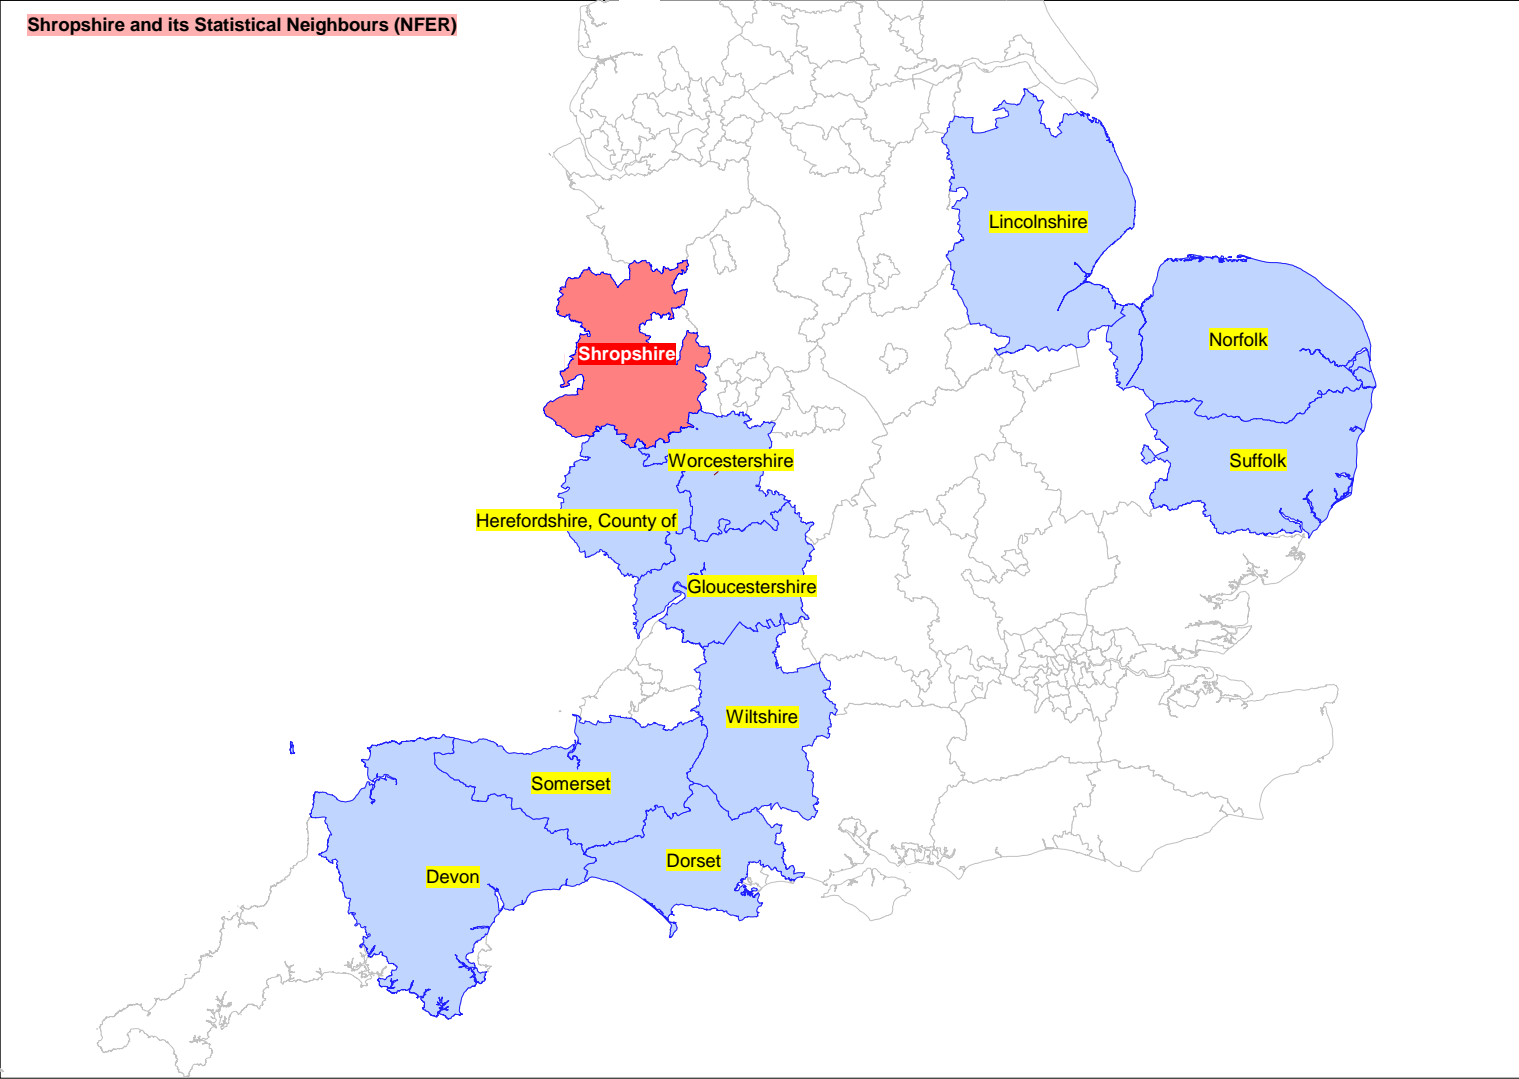 Shropshire and its Statistical Neighbours (NFER)
Lincolnshire
Norfolk
Shropshire
Suffolk
Worcestershire
Herefordshire, County of
Gloucestershire
Wiltshire
Somerset
Dorset
Devon